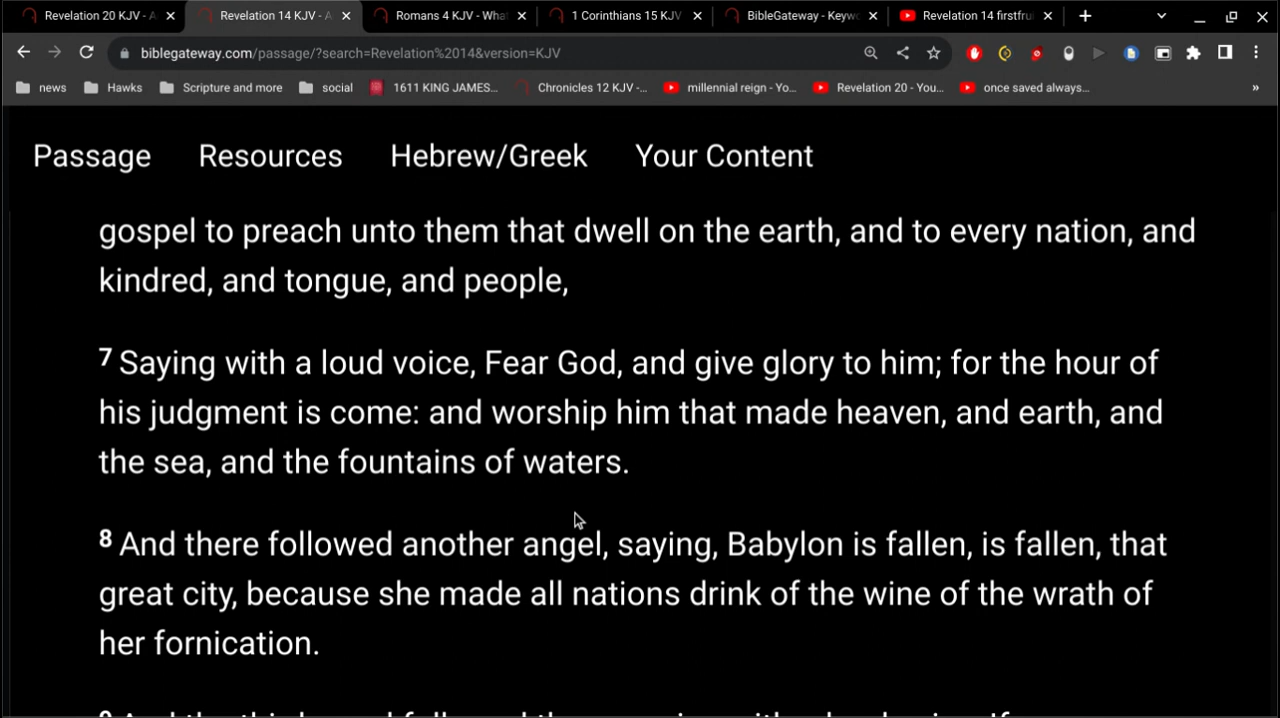 Revelation 20 KJV - A
Revelation 14 KJV - A
Romans 4 KJV - What
1 Corinthians 15 KJV
BibleGateway - Keywo
Revelation 14 firstfru
biblegateway.com/passage/?search=Revelation%2014&version=KJV
news
Hawks
Scripture and more
social
1611 KING JAMES...
Chronicles 12 KJV -...
millennial reign - Yo...
Revelation 20 - You...
once saved always...
»
Passage
Resources
Hebrew/Greek
Your Content
gospel to preach unto them that dwell on the earth, and to every nation, and
kindred, and tongue, and people,
7 Saying with a loud voice, Fear God, and give glory to him; for the hour of
his judgment is come: and worship him that made heaven, and earth, and
the sea, and the fountains of waters.
8 And there followed another angel, saying, Babylon is fallen, is fallen, that
great city, because she made all nations drink of the wine of the wrath of
her fornication.